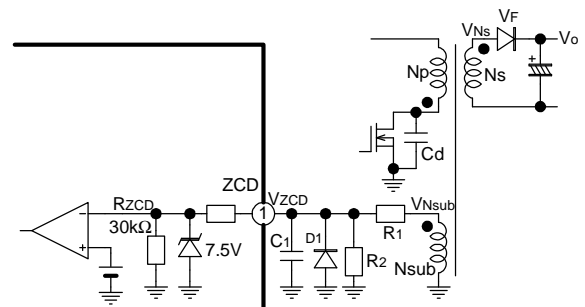 VNs
VF
Vo
+
Np
Ns
Cd
ZCD
VZCD
VNsub
RZCD
30kΩ
−
1
+
7.5V
C1
D1
R2
R1
Nsub